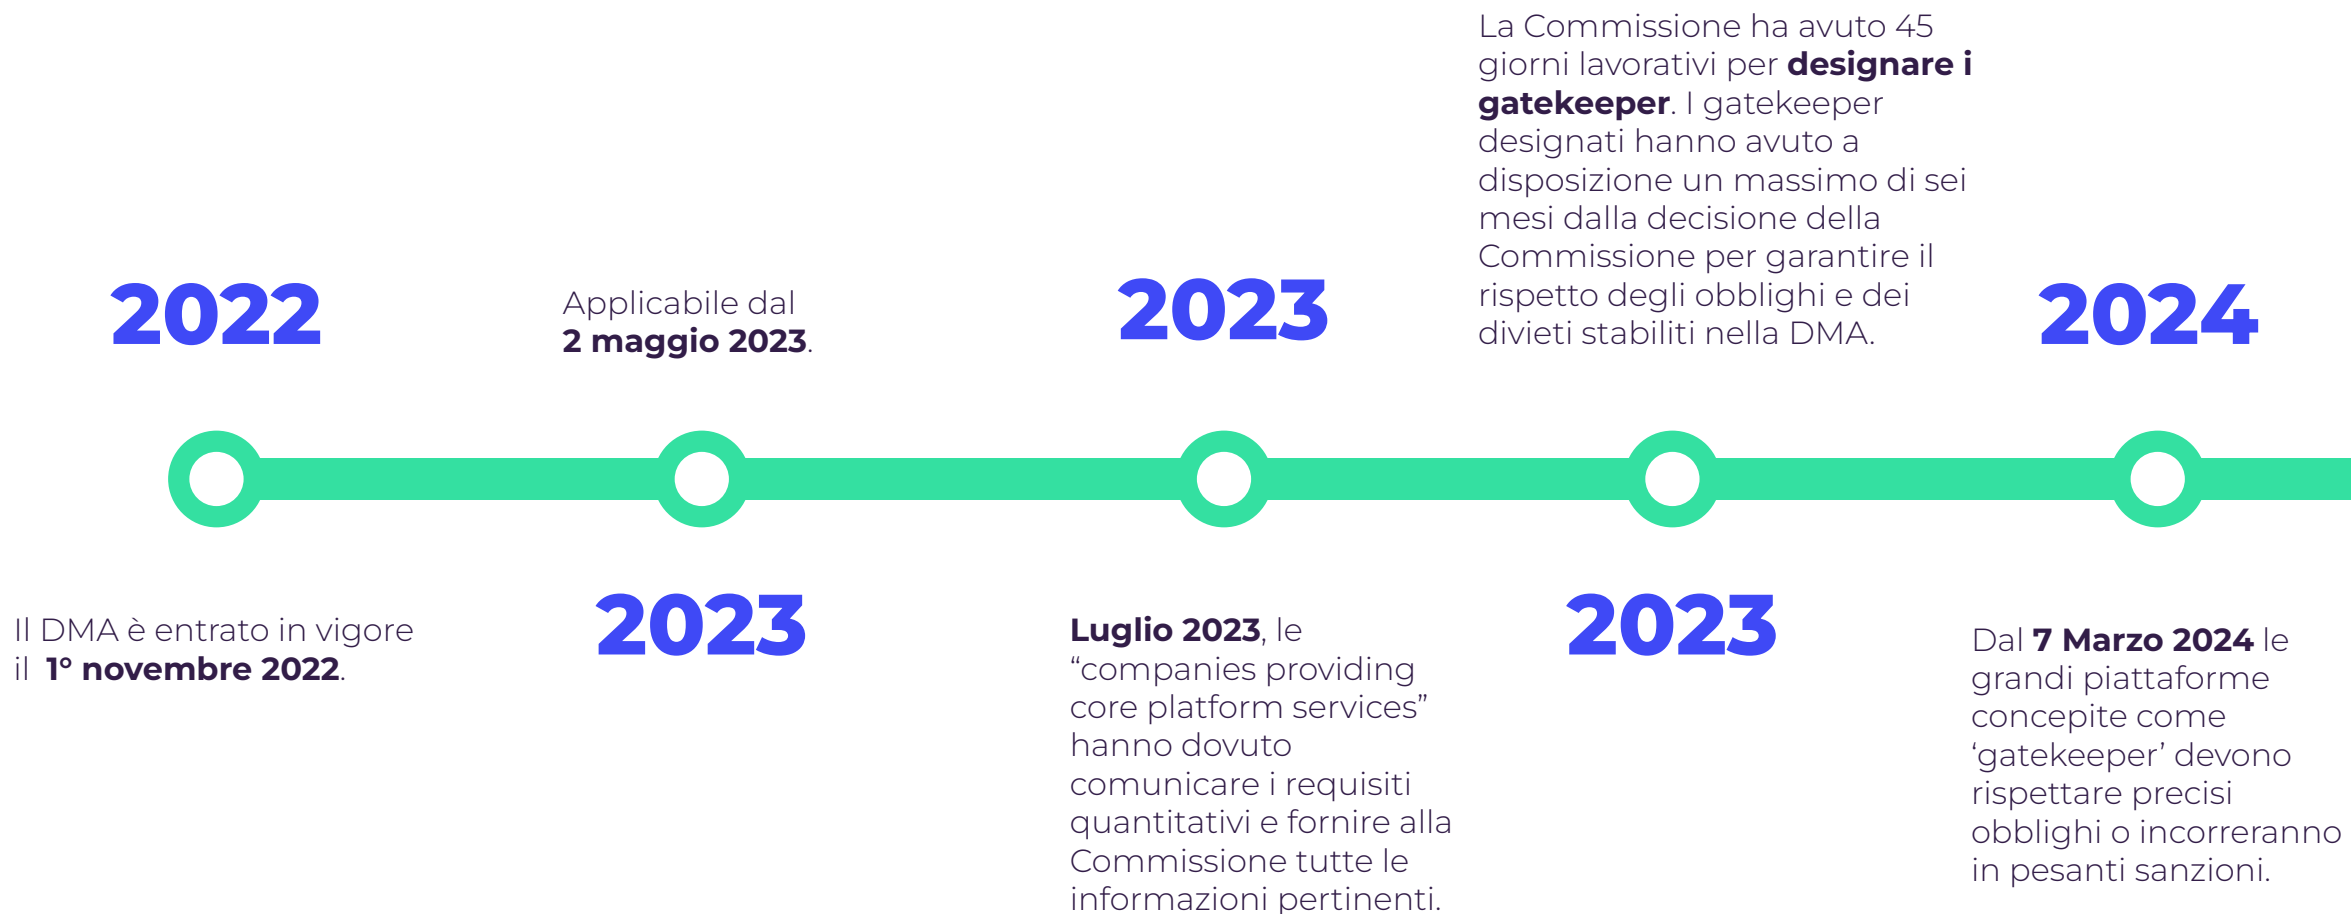 2022
Il DMA è entrato in vigore
il 1° novembre 2022.
Applicabile dal
2 maggio 2023.
2023
2023
Luglio 2023, le
“companies providing
core platform services”
hanno dovuto
comunicare i requisiti
quantitativi e fornire alla
Commissione tutte le
informazioni pertinenti.
La Commissione ha avuto 45
giorni lavorativi per designare i
gatekeeper. I gatekeeper
designati hanno avuto a
disposizione un massimo di sei
mesi dalla decisione della
Commissione per garantire il
rispetto degli obblighi e dei
divieti stabiliti nella DMA.
2023
2024
Dal 7 Marzo 2024 le
grandi piattaforme
concepite come
‘gatekeeper’ devono
rispettare precisi
obblighi o incorreranno
in pesanti sanzioni.